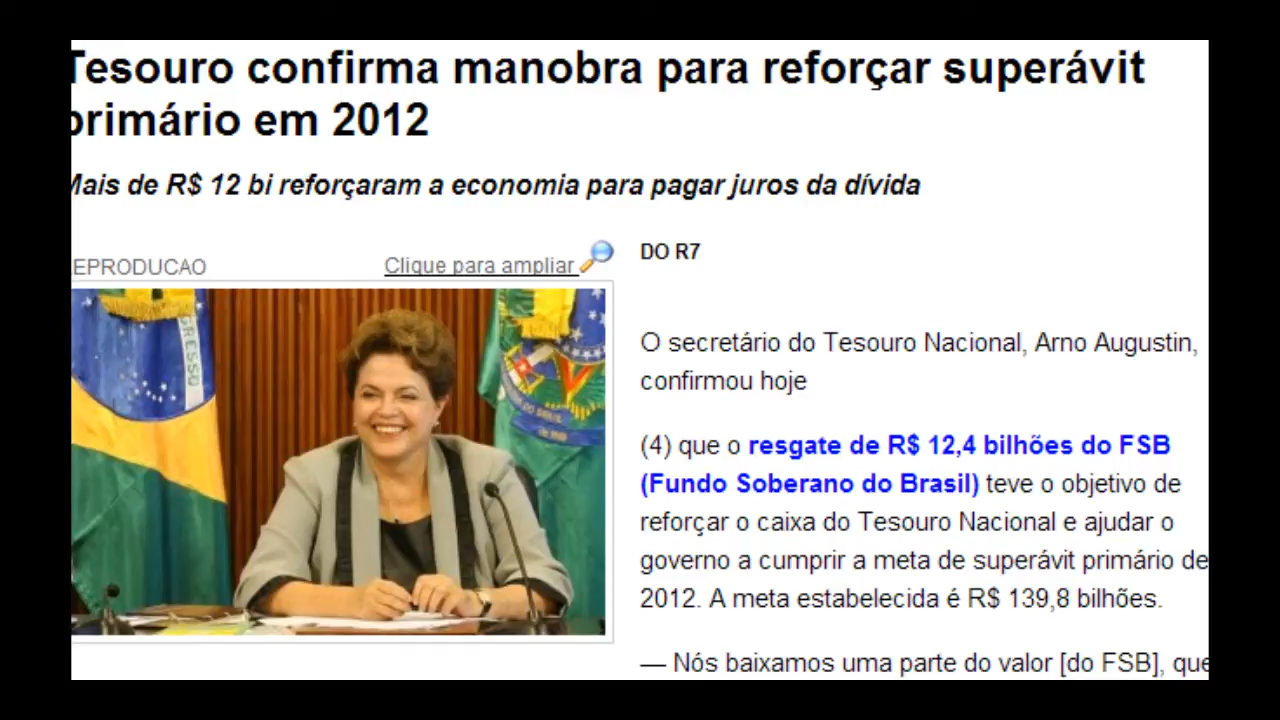 Tesouro confirma manobra para reforçar superávit
primário em 2012
Mais de R$ 12 bi reforçaram a economia para pagar juros da dívida
EPRODUCAO
Clique para ampliar
GRESSO
DO R7
O secretário do Tesouro Nacional, Arno Augustin,
confirmou hoje
(4) que o resgate de R$ 12,4 bilhões do FSB
(Fundo Soberano do Brasil) teve o objetivo de
reforçar o caixa do Tesouro Nacional e ajudar o
governo a cumprir a meta de superávit primário de
2012. A meta estabelecida é R$ 139,8 bilhões.
— Nós baixamos uma parte do valor [do FSB], que